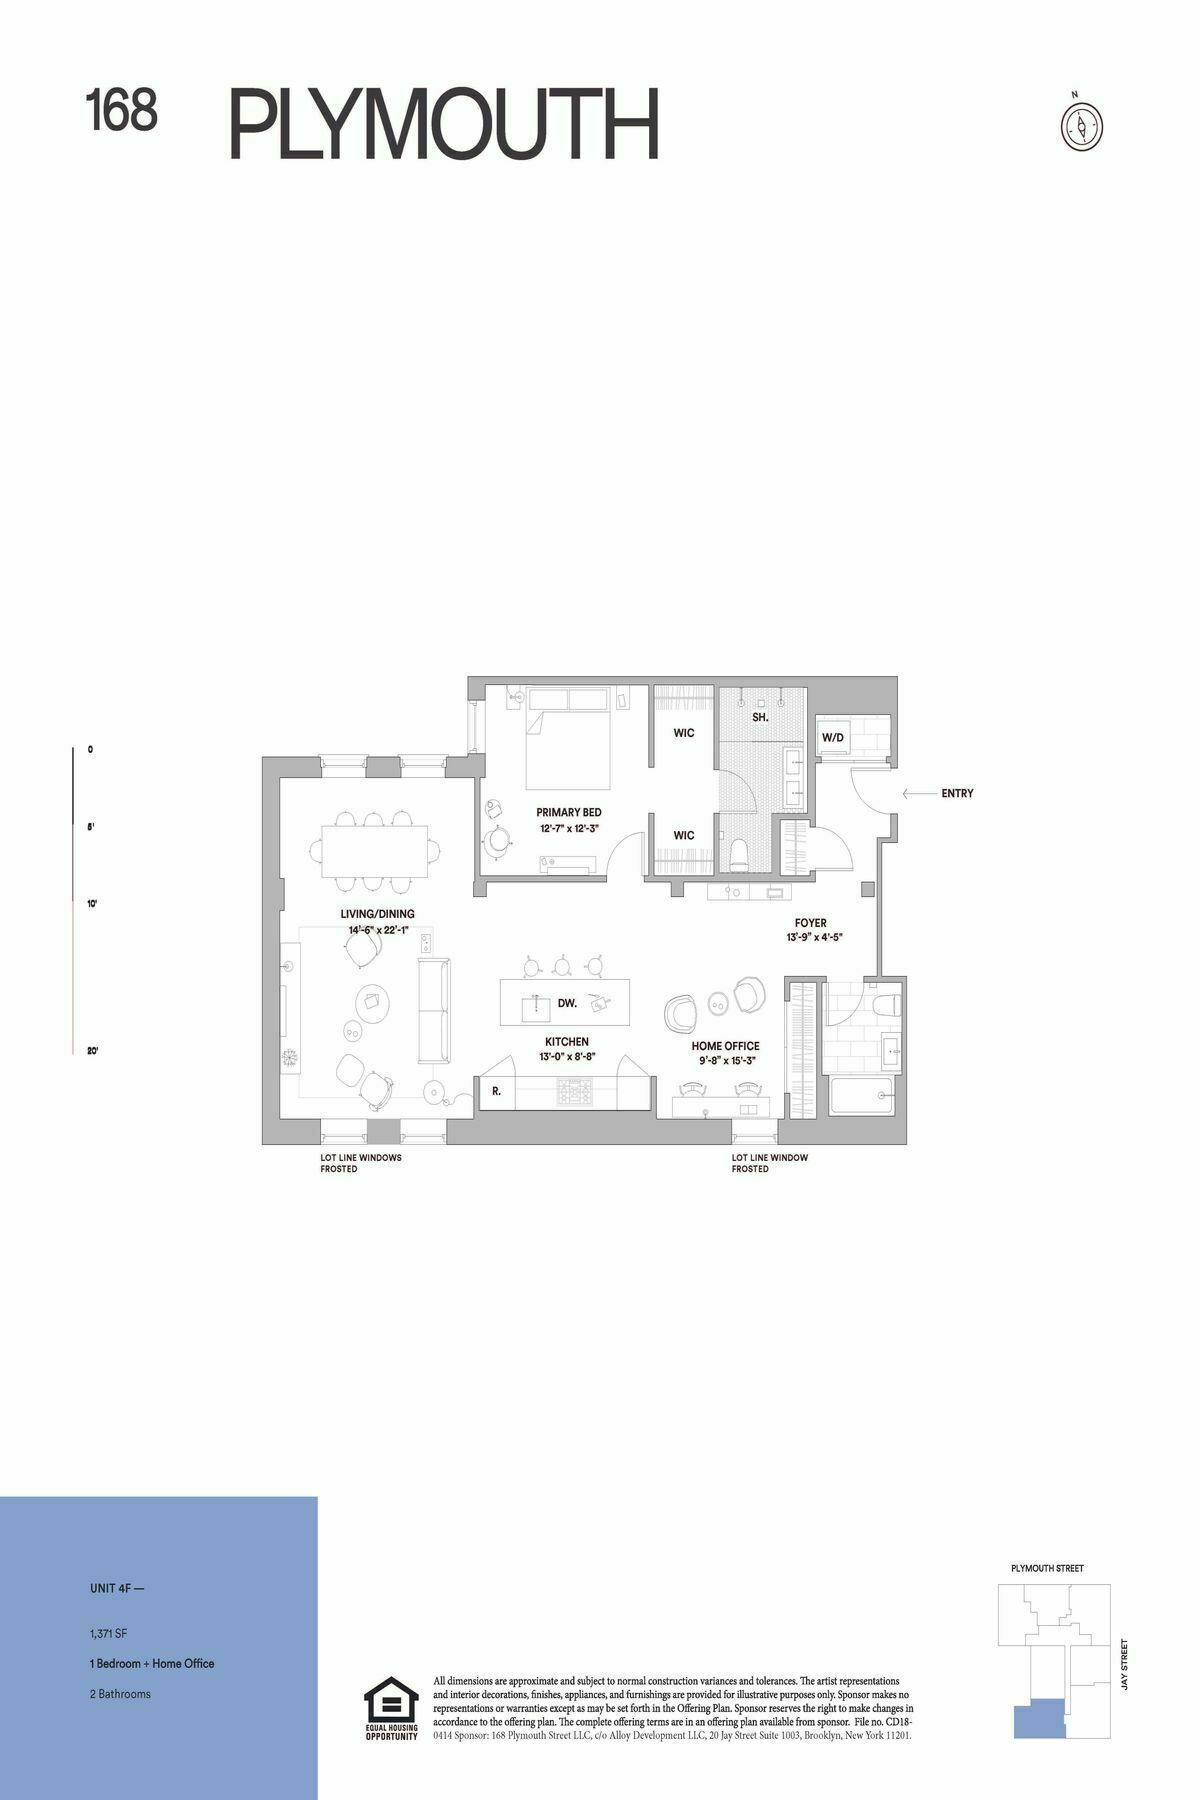 168 PLYMOUTH
N
0
5'
10'
20'
SH.
WIC
W/D
ENTRY
PRIMARY BED
12'-7" x 12'-3"
WIC
LIVING/DINING
14'-6" x 22'-1"
FOYER
13'-9" x 4'-5"
DW.
KITCHEN
13'-0" x 8'-8"
HOME OFFICE
9'-8" x 15'-3"
R.
LOT LINE WINDOWS
FROSTED
LOT LINE WINDOW
FROSTED
UNIT 4F —
1,371 SF
1 Bedroom + Home Office
2 Bathrooms
EQUAL HOUSING
OPPORTUNITY
All dimensions are approximate and subject to normal construction variances and tolerances. The artist representations
and interior decorations, finishes, appliances, and furnishings are provided for illustrative purposes only. Sponsor makes no
representations or warranties except as may be set forth in the Offering Plan. Sponsor reserves the right to make changes in
accordance to the offering plan. The complete offering terms are in an offering plan available from sponsor. File no. CD18-
0414 Sponsor: 168 Plymouth Street LLC, c/o Alloy Development LLC, 20 Jay Street Suite 1003, Brooklyn, New York 11201.
PLYMOUTH STREET
JAY STREET